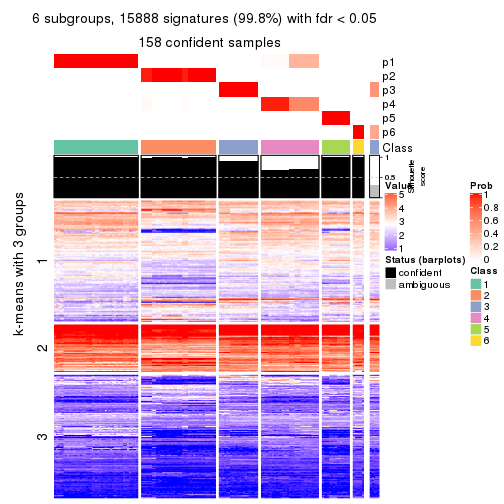 6 subgroups, 15888 signatures (99.8%) with fdr < 0.05
158 confident samples
p1
p2
p3
p4
p5
p6
Class
1
0.5
Silhouette
score
k-means with 3 groups
1
2
3
Value
5
4
3
2
1
Status (barplots)
confident
ambiguous
Prob
1
0.8
0.6
0.4
0.2
0
Class
1
2
3
4
5
6